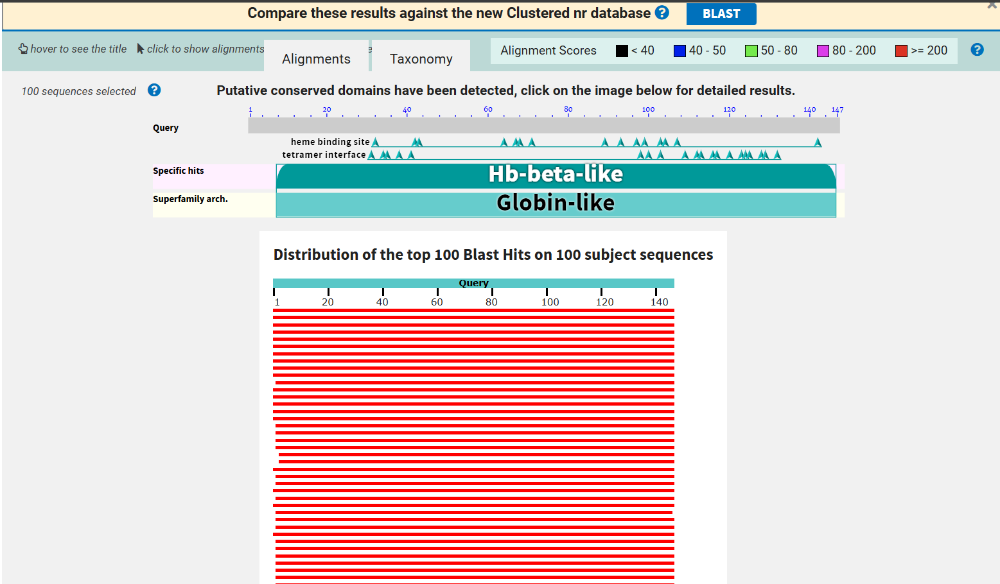 Compare these results against the new Clustered nr database ? BLAST
hover to see the title click to show alignments
Alignments
Taxonomy
Alignment Scores < 40 40 - 50 50 - 80 80 - 200 >= 200 ?
100 sequences selected ?
Putative conserved domains have been detected, click on the image below for detailed results.
1 20 40 60 80 100 120 140 147
Query
heme binding site
tetramer interface
Specific hits
Hb-beta-like
Superfamily arch.
Globin-like
Distribution of the top 100 Blast Hits on 100 subject sequences
Query
1 20 40 60 80 100 120 140